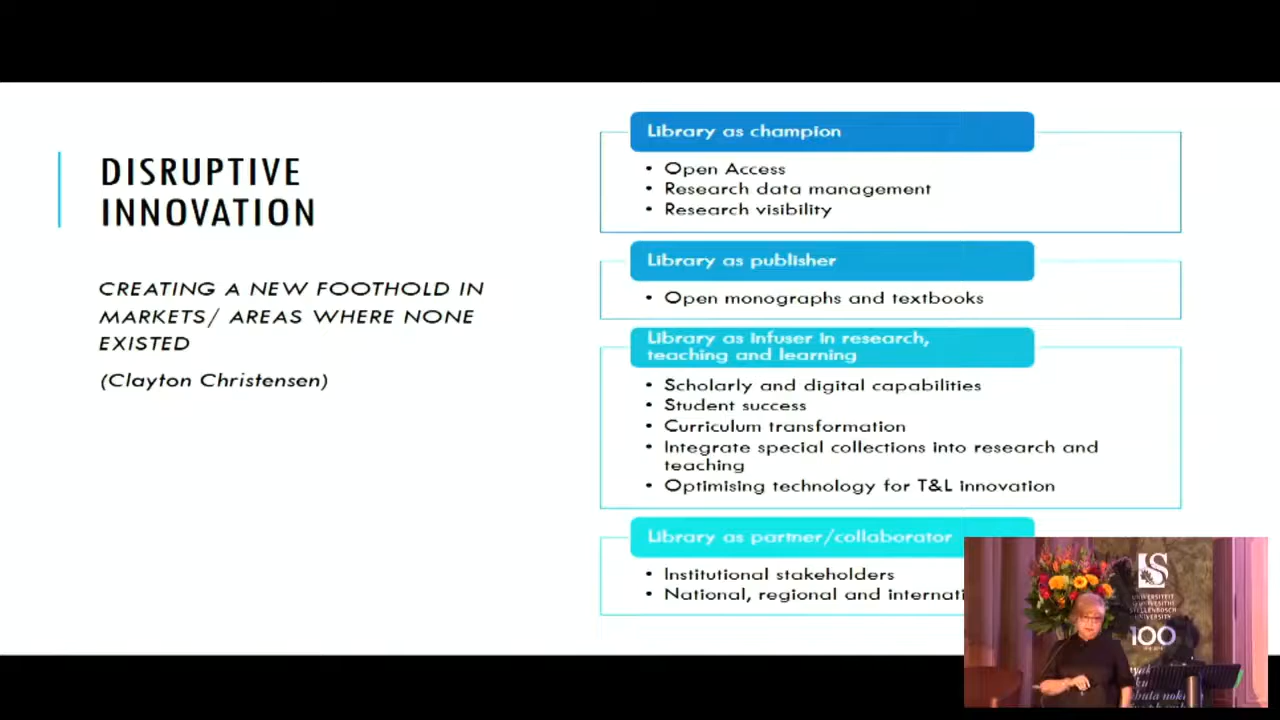 DISRUPTIVE
INNOVATION
CREATING A NEW FOOTHOLD IN
MARKETS/ AREAS WHERE NONE
EXISTED
(Clayton Christensen)
Library as champion
• Open Access
• Research data management
• Research visibility
Library as publisher
• Open monographs and textbooks
Library as infuser in research,
teaching and learning
• Scholarly and digital capabilities
• Student success
• Curriculum transformation
• Integrate special collections into research and
teaching
• Optimising technology for T&L innovation
Library as partner/collaborator
• Institutional stakeholders
• National, regional and internati
UNIVERSITEIT
STELLENBOSCH
UNIVERSITY
100